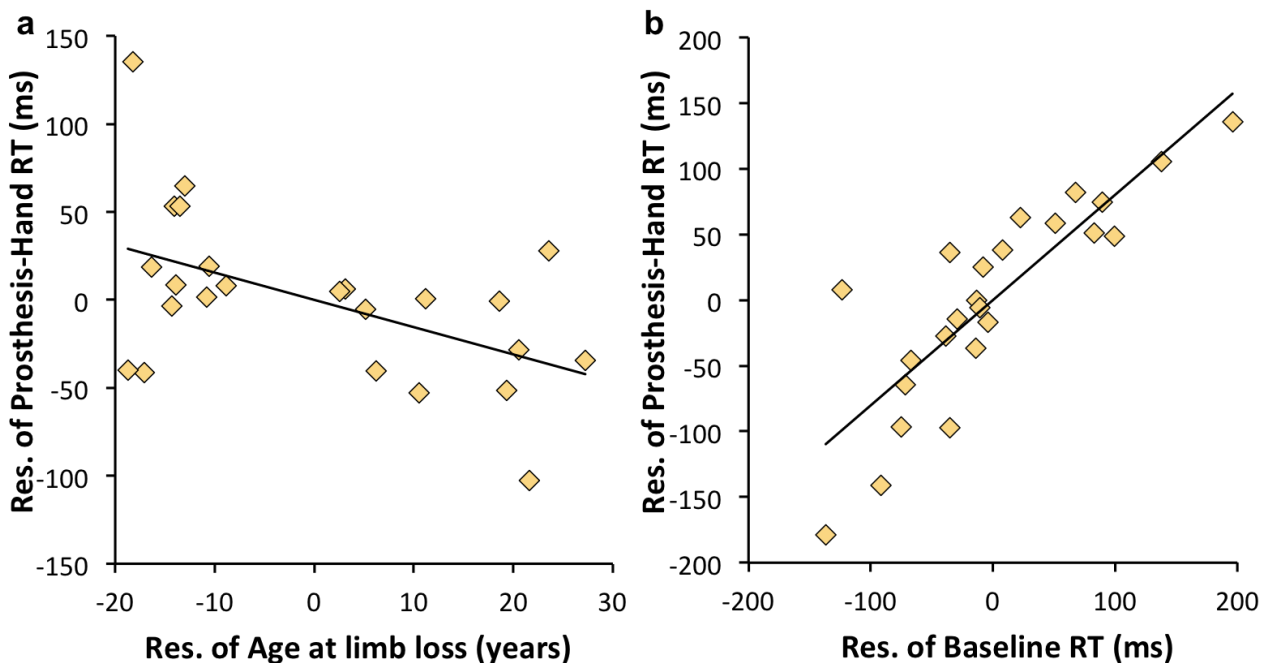 a
Res. of Prosthesis-Hand RT (ms)
150
100
50
0
-50
-100
-150
-20 -10 0 10 20 30
Res. of Age at limb loss (years)
b
Res. of Prosthesis-Hand RT (ms)
200
150
100
50
0
-50
-100
-150
-200
-200 -100 0 100 200
Res. of Baseline RT (ms)